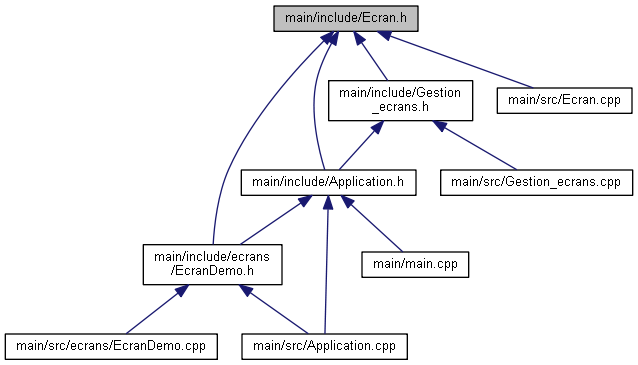 main/include/Ecran.h
main/include/Gestion
_ecrans.h
main/src/Ecran.cpp
main/include/Application.h
main/src/Gestion_ecrans.cpp
main/include/ecrans
/EcranDemo.h
main/main.cpp
main/src/ecrans/EcranDemo.cpp
main/src/Application.cpp